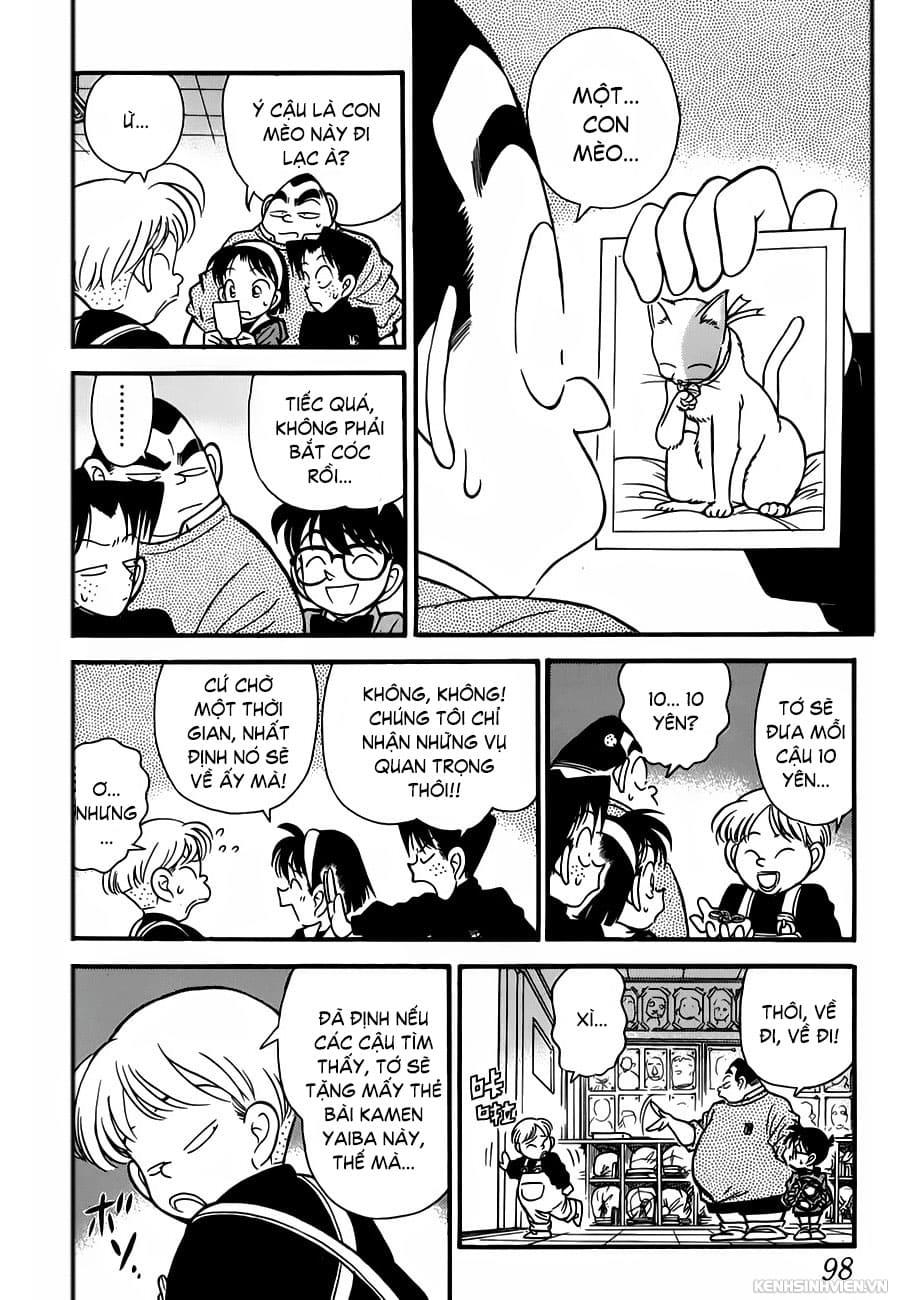 MỘT...
CON
MÈO...
Ý CẬU LÀ CON
MÈO NÀY ĐI
LẠC À?
Ừ...
TIẾC QUÁ,
KHÔNG PHẢI
BẮT CÓC
RỒI...
.........
TỚ SẼ
ĐƯA MỖI
CẬU 10
YÊN...
10... 10
YÊN?
KHÔNG, KHÔNG!
CHÚNG TÔI CHỈ
NHẬN NHỮNG VỤ
QUAN TRỌNG
THÔI!!
CỨ CHỜ
MỘT THỜI
GIAN, NHẤT
ĐỊNH NÓ SẼ
VỀ ẤY MÀ!
Ơ...
NHƯNG
...
THÔI, VỀ
ĐI, VỀ ĐI!
XÌ...
ĐÃ ĐỊNH NẾU
CÁC CẬU TÌM
THẤY, TỚ SẼ
TẶNG MẤY THẺ
BÀI KAMEN
YAIBA NÀY,
THẾ MÀ...
ボソ
98
KENHSINHVIEN.VN